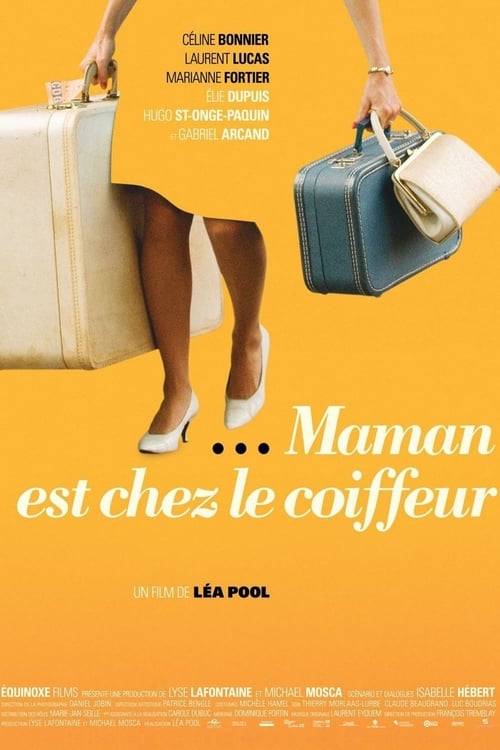 CÉLINE BONNIER
LAURENT LUCAS
MARIANNE FORTIER
ÉLIE DUPUIS
HUGO ST-ONGE-PAQUIN
ET GABRIEL ARCAND
... Maman
est chez le coiffeur
UN FILM DE LÉA POOL
ÉQUINOXE FILMS PRÉSENTE UNE PRODUCTION DE LYSE LAFONTAINE ET MICHAEL MOSCA SCÉNARIO ET DIALOGUES ISABELLE HÉBERT
DIRECTION DE LA PHOTOGRAPHIE DANIEL JOBIN DIRECTION ARTISTIQUE PATRICE BENGLE COSTUMES MICHÈLE HAMEL SON THIERRY MORLAAS-LURBE CLAUDE BEAUGRAND LUC BOUDRIAS
DISTRIBUTION DES RÔLES MARIE-JAN SEILLE 1ER ASSISTANTE À LA RÉALISATION CAROLE DUBUC MONTAGE DOMINIQUE FORTIN MUSIQUE ORIGINALE LAURENT EYQUEM DIRECTION DE PRODUCTION FRANÇOIS TREMBLAY
PRODUCTION LYSE LAFONTAINE ET MICHAEL MOSCA RÉALISATION LÉA POOL